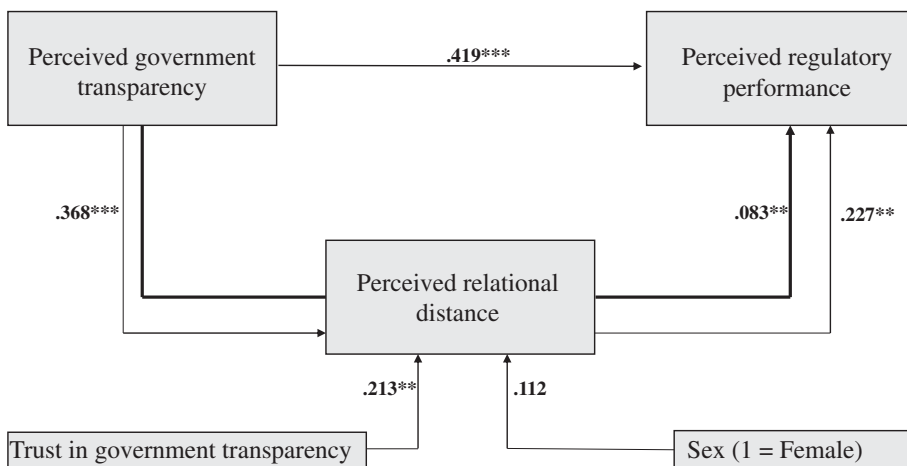 Perceived government
transparency
.419***
Perceived regulatory
performance
.368***
.083**
.227**
Perceived relational
distance
.213**
.112
Trust in government transparency
Sex (1 = Female)